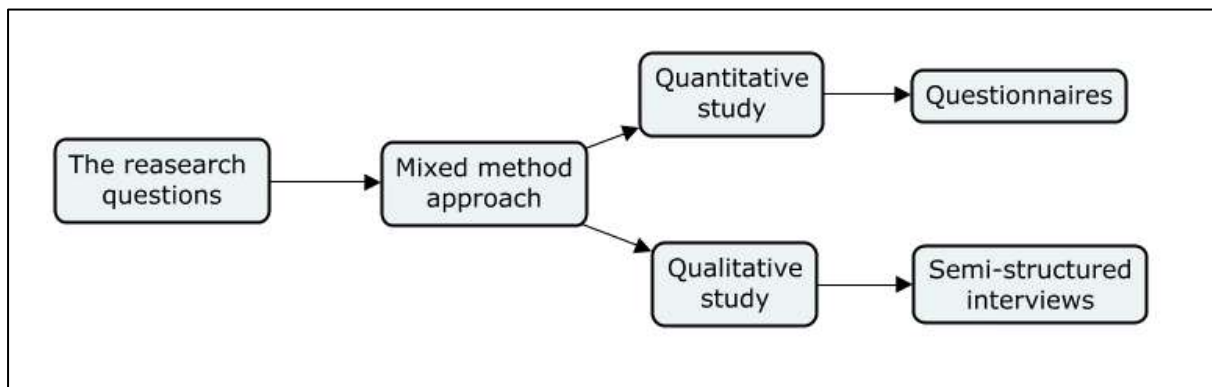 The reasearch
questions
Mixed method
approach
Quantitative
study
Questionnaires
Qualitative
study
Semi-structured
interviews